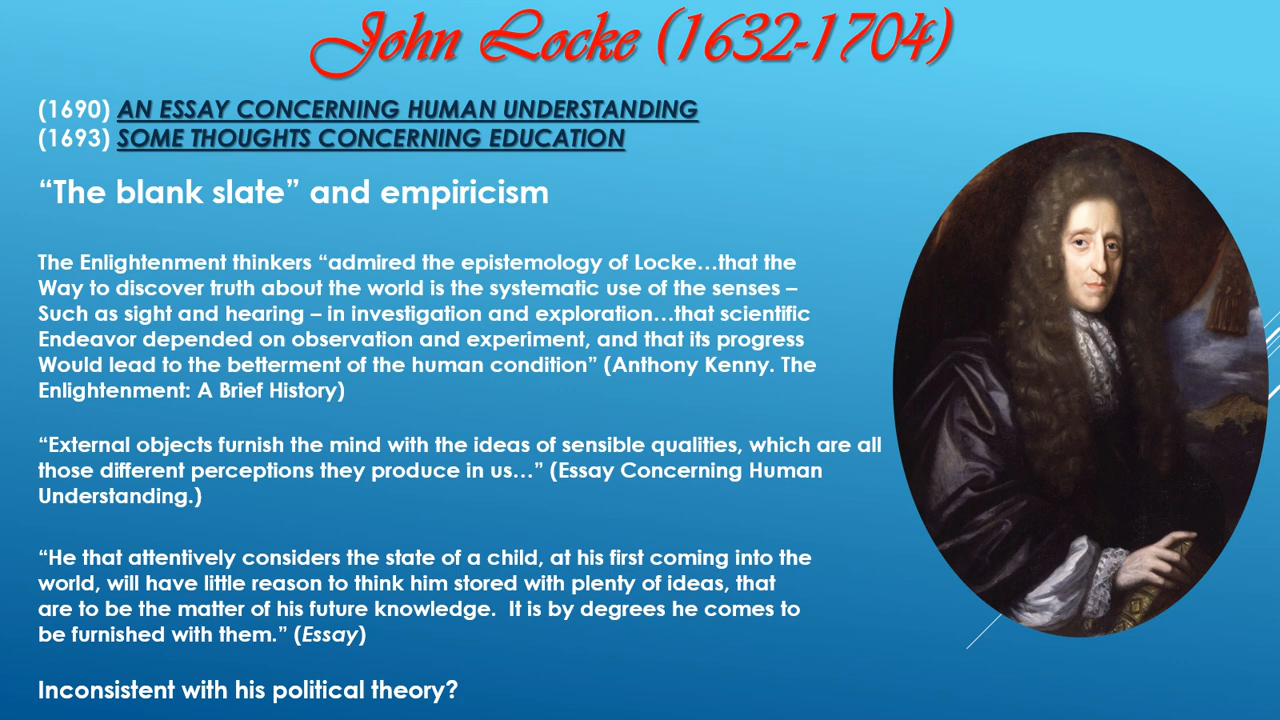 John Locke (1632-1704)
(1690) AN ESSAY CONCERNING HUMAN UNDERSTANDING
(1693) SOME THOUGHTS CONCERNING EDUCATION
“The blank slate” and empiricism
The Enlightenment thinkers “admired the epistemology of Locke…that the
Way to discover truth about the world is the systematic use of the senses –
Such as sight and hearing – in investigation and exploration…that scientific
Endeavor depended on observation and experiment, and that its progress
Would lead to the betterment of the human condition” (Anthony Kenny. The
Enlightenment: A Brief History)
“External objects furnish the mind with the ideas of sensible qualities, which are all
those different perceptions they produce in us…” (Essay Concerning Human
Understanding.)
“He that attentively considers the state of a child, at his first coming into the
world, will have little reason to think him stored with plenty of ideas, that
are to be the matter of his future knowledge.  It is by degrees he comes to
be furnished with them.” (Essay)
Inconsistent with his political theory?